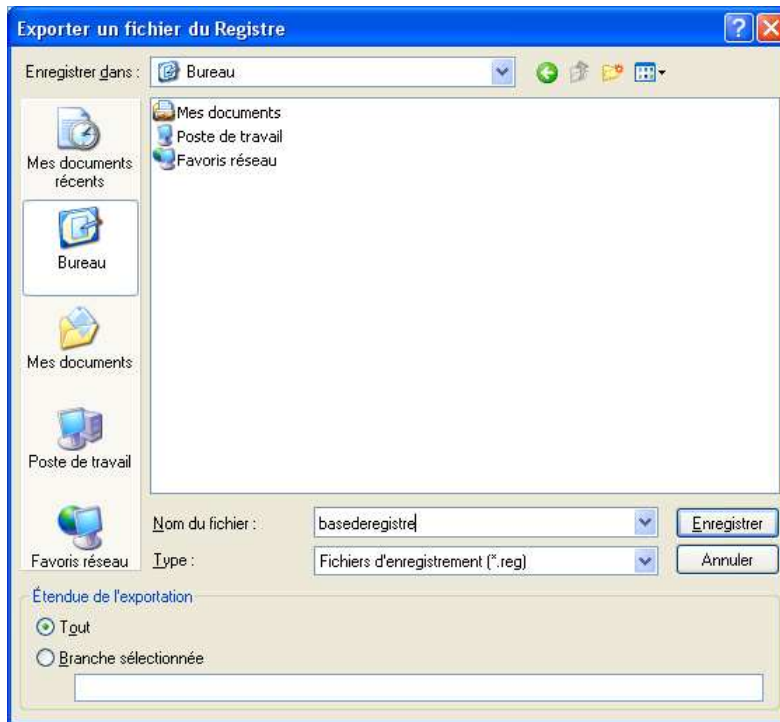 Exporter un fichier du Registre
Enregistrer dans :
Bureau
Mes documents récents
Bureau
Mes documents
Poste de travail
Favoris réseau
Mes documents
Poste de travail
Favoris réseau
Nom du fichier :
basederegistre
Enregistrer
Type :
Fichiers d'enregistrement (*.reg)
Annuler
Étendue de l'exportation
Tout
Branche sélectionnée